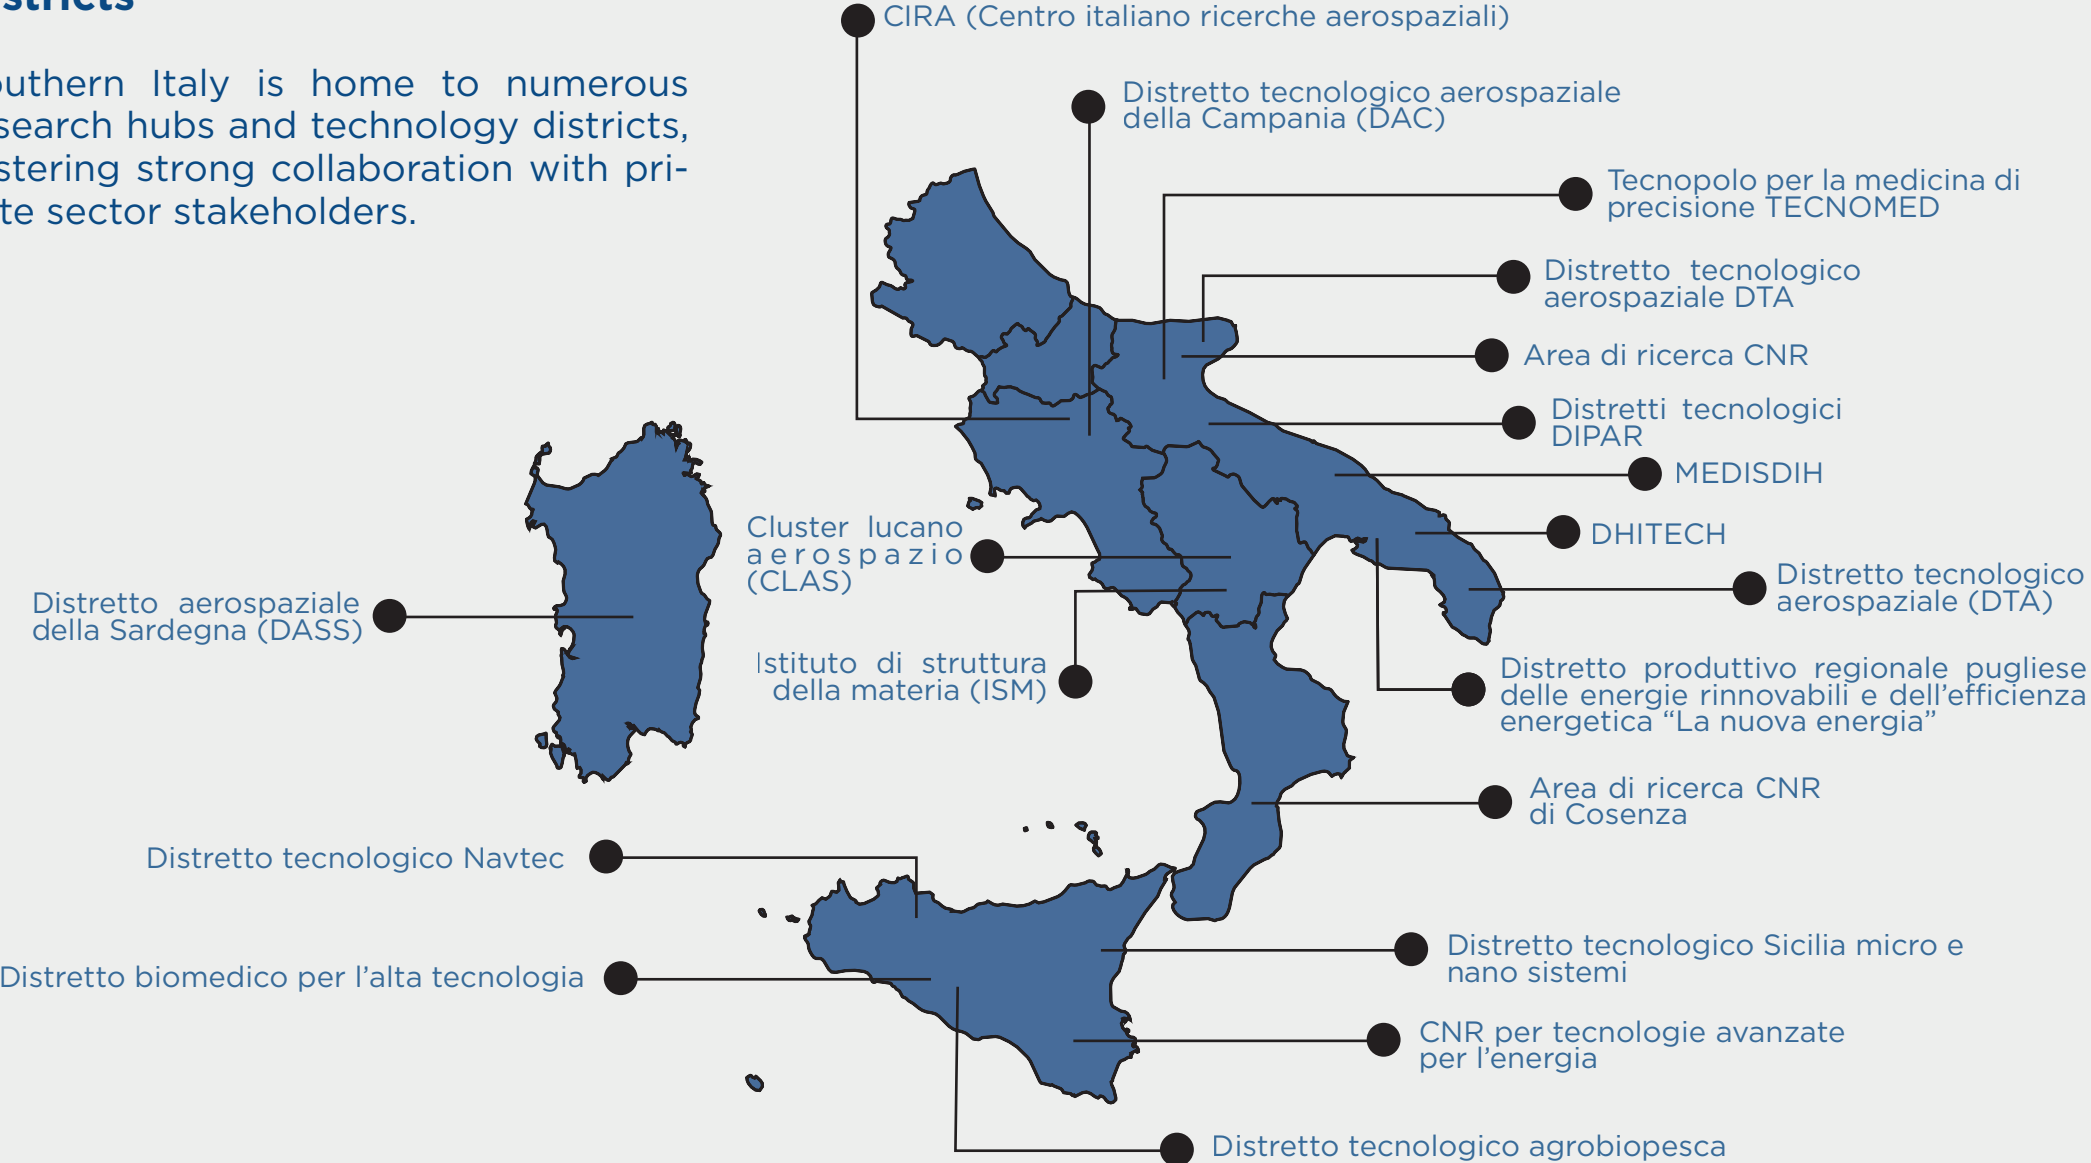 stricts
outhern Italy is home to numerous
search hubs and technology districts,
stering strong collaboration with pri-
te sector stakeholders.
CIRA (Centro italiano ricerche aerospaziali)
Distretto tecnologico aerospaziale
della Campania (DAC)
Tecnopolo per la medicina di
precisione TECNOMED
Distretto tecnologico
aerospaziale DTA
Area di ricerca CNR
Distretti tecnologici
DIPAR
MEDISDIH
DHITECH
Distretto tecnologico
aerospaziale (DTA)
Distretto produttivo regionale pugliese
delle energie rinnovabili e dell'efficienza
energetica “La nuova energia”
Cluster lucano
aerospazio
(CLAS)
Istituto di struttura
della materia (ISM)
Distretto aerospaziale
della Sardegna (DASS)
Area di ricerca CNR
di Cosenza
Distretto tecnologico Navtec
Distretto biomedico per l'alta tecnologia
Distretto tecnologico Sicilia micro e
nano sistemi
CNR per tecnologie avanzate
per l'energia
Distretto tecnologico agrobiopesca